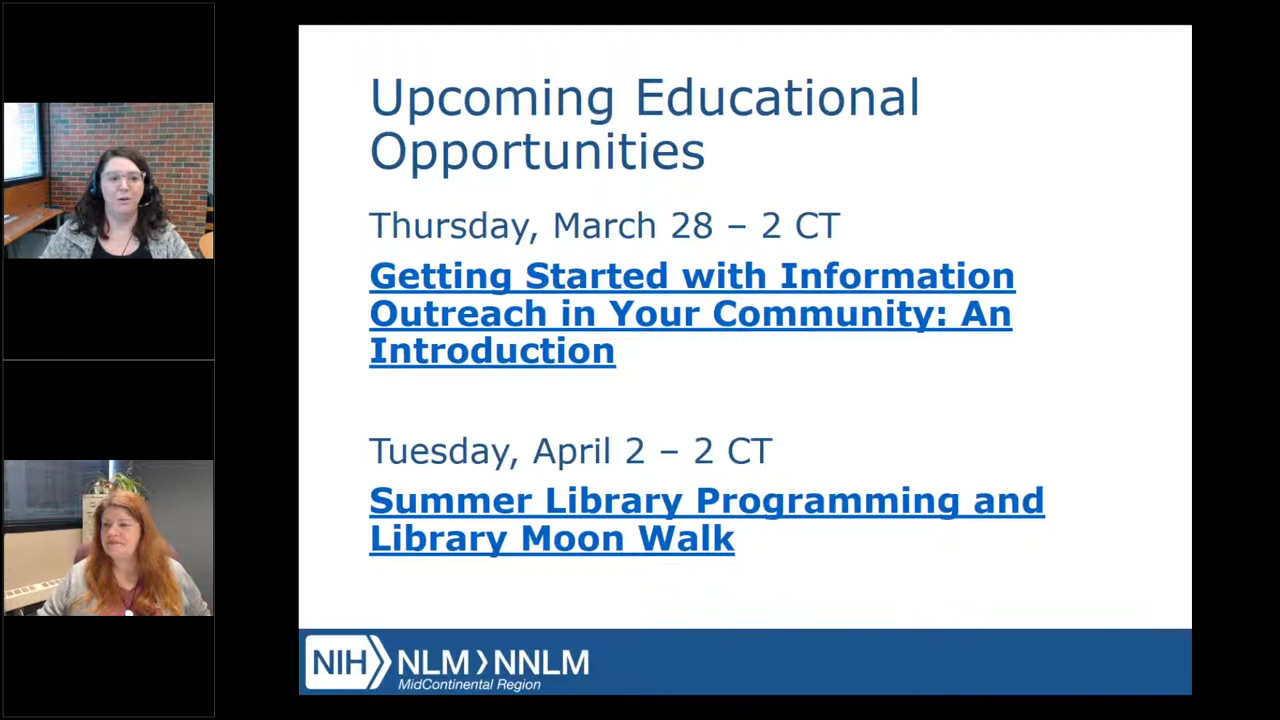 Upcoming Educational
Opportunities
Thursday, March 28 – 2 CT
Getting Started with Information
Outreach in Your Community: An
Introduction
Tuesday, April 2 – 2 CT
Summer Library Programming and
Library Moon Walk
NIH NLM NNLM
MidContinental Region